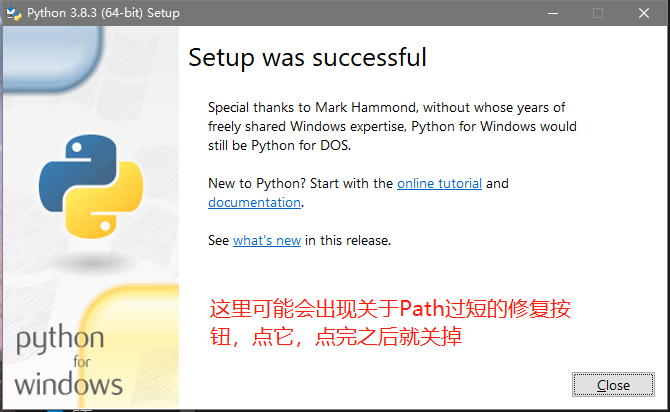 Python 3.8.3 (64-bit) Setup
Setup was successful
Special thanks to Mark Hammond, without whose years of
freely shared Windows expertise, Python for Windows would
still be Python for DOS.
New to Python? Start with the online tutorial and
documentation.
See what's new in this release.
这里可能会出现关于Path过短的修复按
钮，点它，点完之后就关掉
python
for
windows
Close